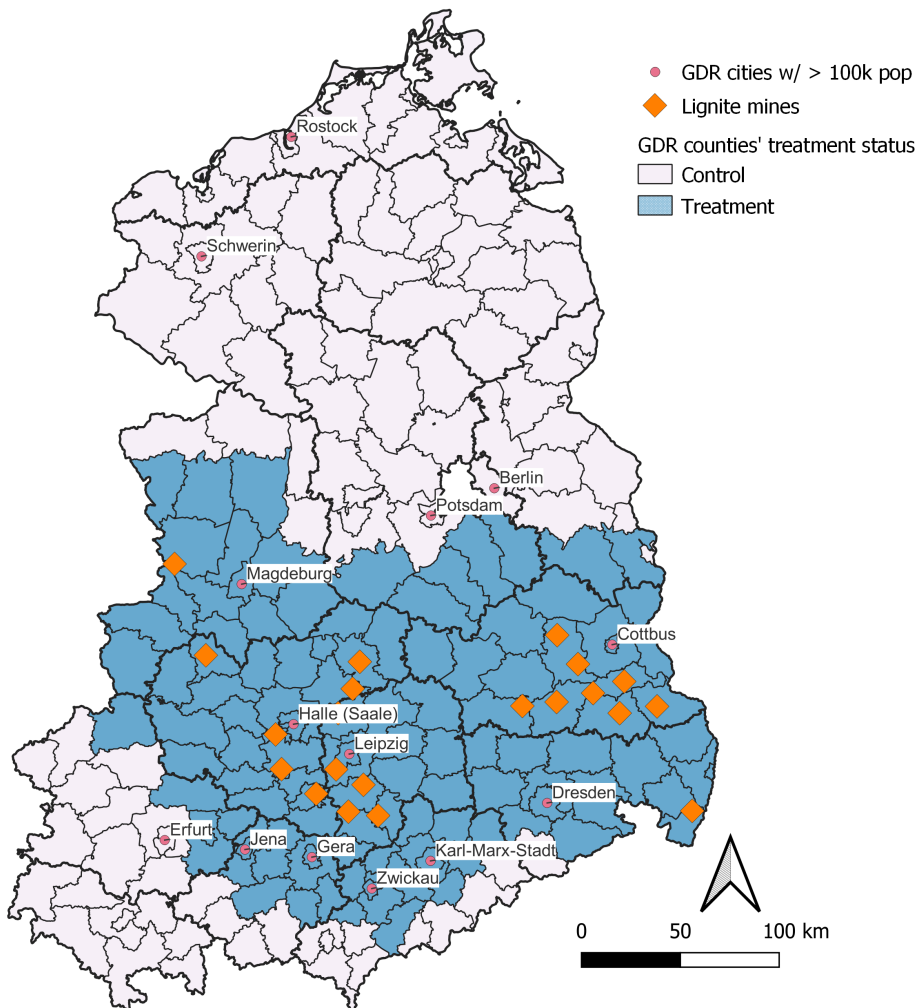 GDR cities w/ > 100k pop
Lignite mines
GDR counties' treatment status
Control
Treatment
Rostock
Schwerin
Berlin
Potsdam
Magdeburg
Cottbus
Halle (Saale)
Leipzig
Dresden
Erfurt
Jena
Gera
Karl-Marx-Stadt
Zwickau
0 50 100 km